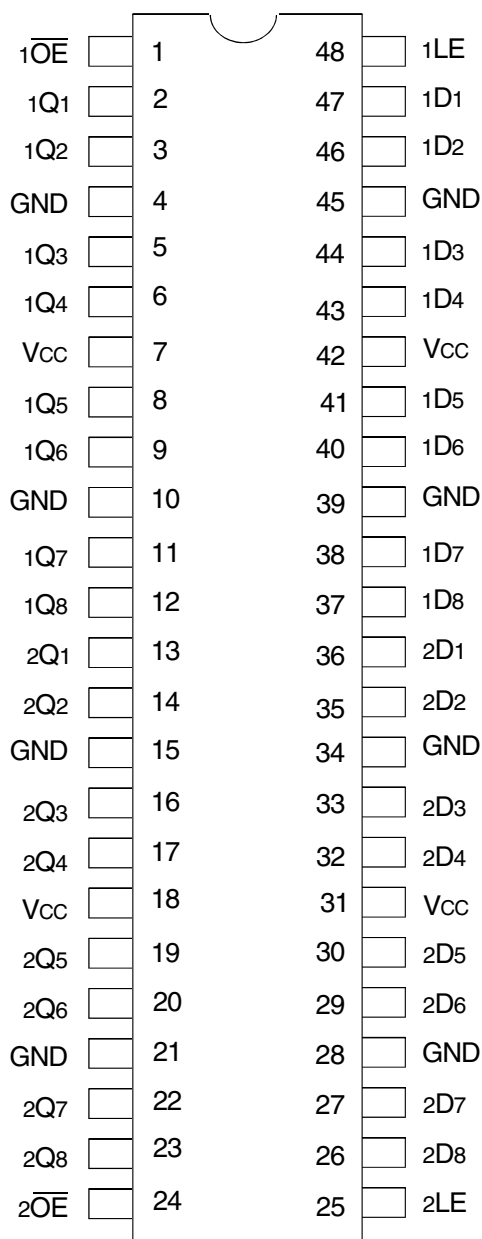 1OE 1 48 1LE
1Q1 2 47 1D1
1Q2 3 46 1D2
GND 4 45 GND
1Q3 5 44 1D3
1Q4 6 43 1D4
VCC 7 42 VCC
1Q5 8 41 1D5
1Q6 9 40 1D6
GND 10 39 GND
1Q7 11 38 1D7
1Q8 12 37 1D8
2Q1 13 36 2D1
2Q2 14 35 2D2
GND 15 34 GND
2Q3 16 33 2D3
2Q4 17 32 2D4
VCC 18 31 VCC
2Q5 19 30 2D5
2Q6 20 29 2D6
GND 21 28 GND
2Q7 22 27 2D7
2Q8 23 26 2D8
2OE 24 25 2LE